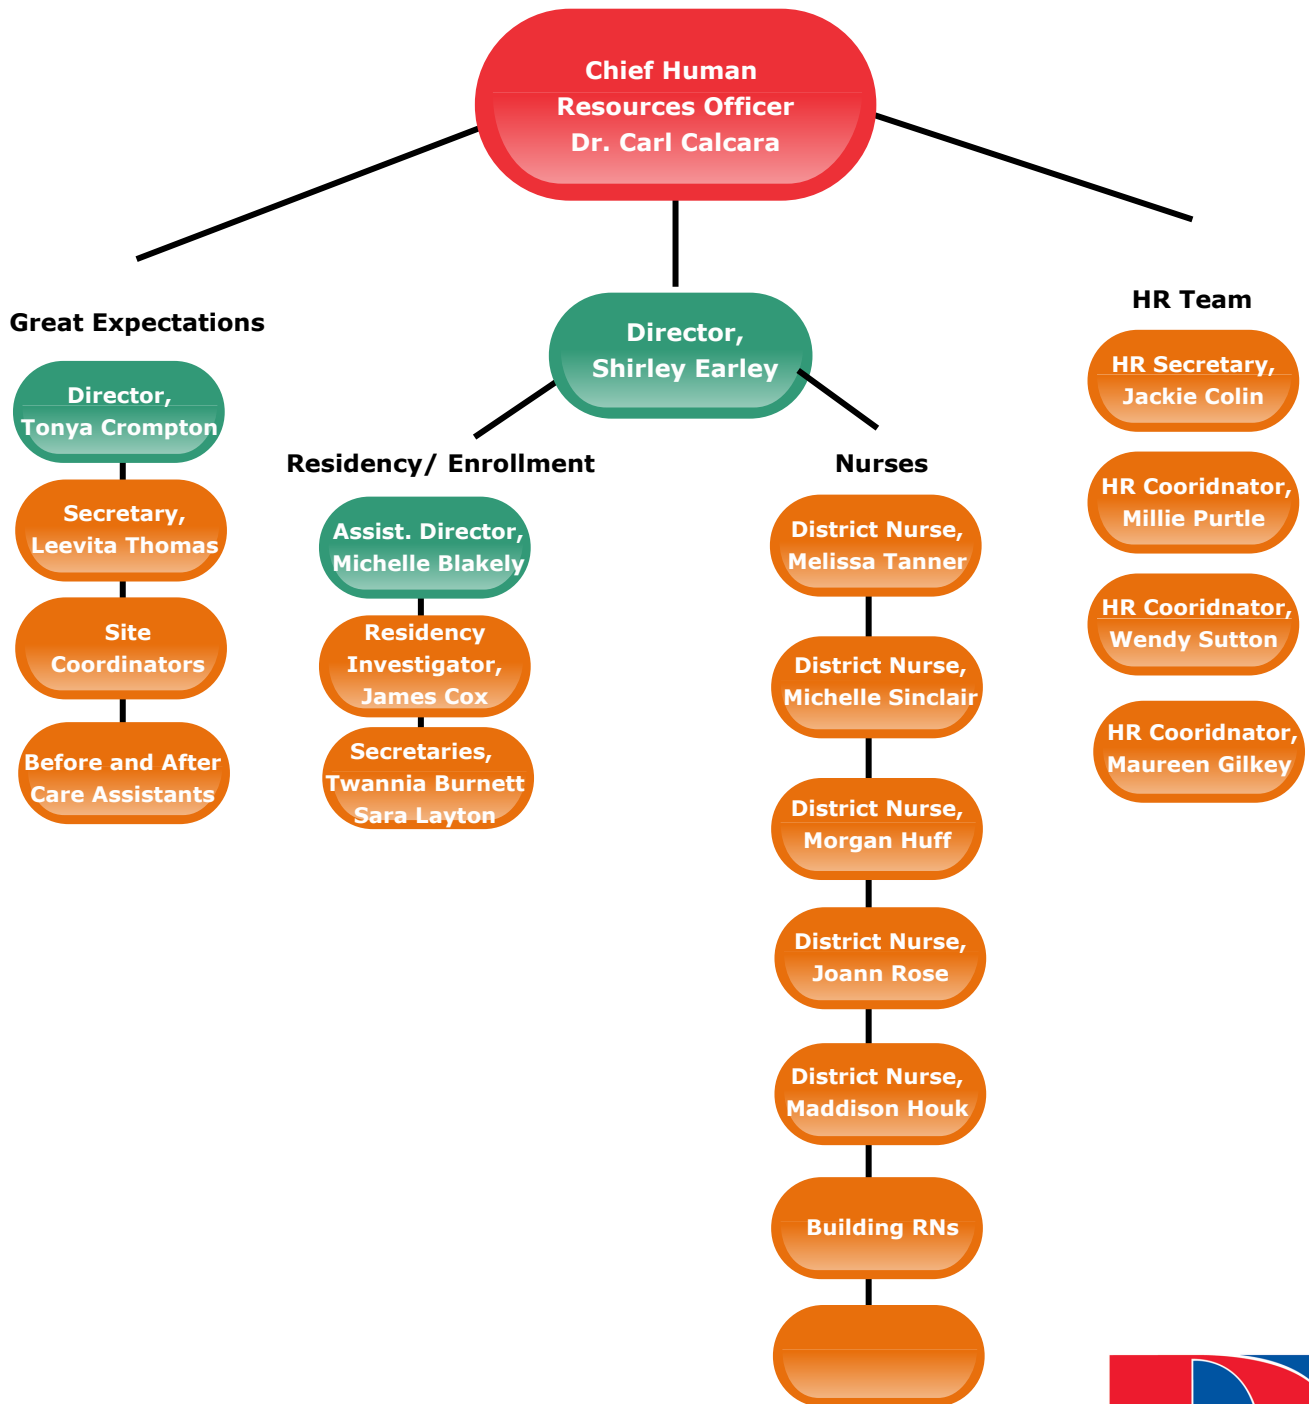 Chief Human
Resources Officer
Dr. Carl Calcara
Great Expectations
Director,
Tonya Crompton
Secretary,
Leevita Thomas
Site
Coordinators
Before and After
Care Assistants
Director,
Shirley Earley
Residency/ Enrollment
Assist. Director,
Michelle Blakely
Residency
Investigator,
James Cox
Secretaries,
Twannia Burnett
Sara Layton
Nurses
District Nurse,
Melissa Tanner
District Nurse,
Michelle Sinclair
District Nurse,
Morgan Huff
District Nurse,
Joann Rose
District Nurse,
Maddison Houk
Building RNs
HR Team
HR Secretary,
Jackie Colin
HR Cooridnator,
Millie Purtle
HR Cooridnator,
Wendy Sutton
HR Cooridnator,
Maureen Gilkey